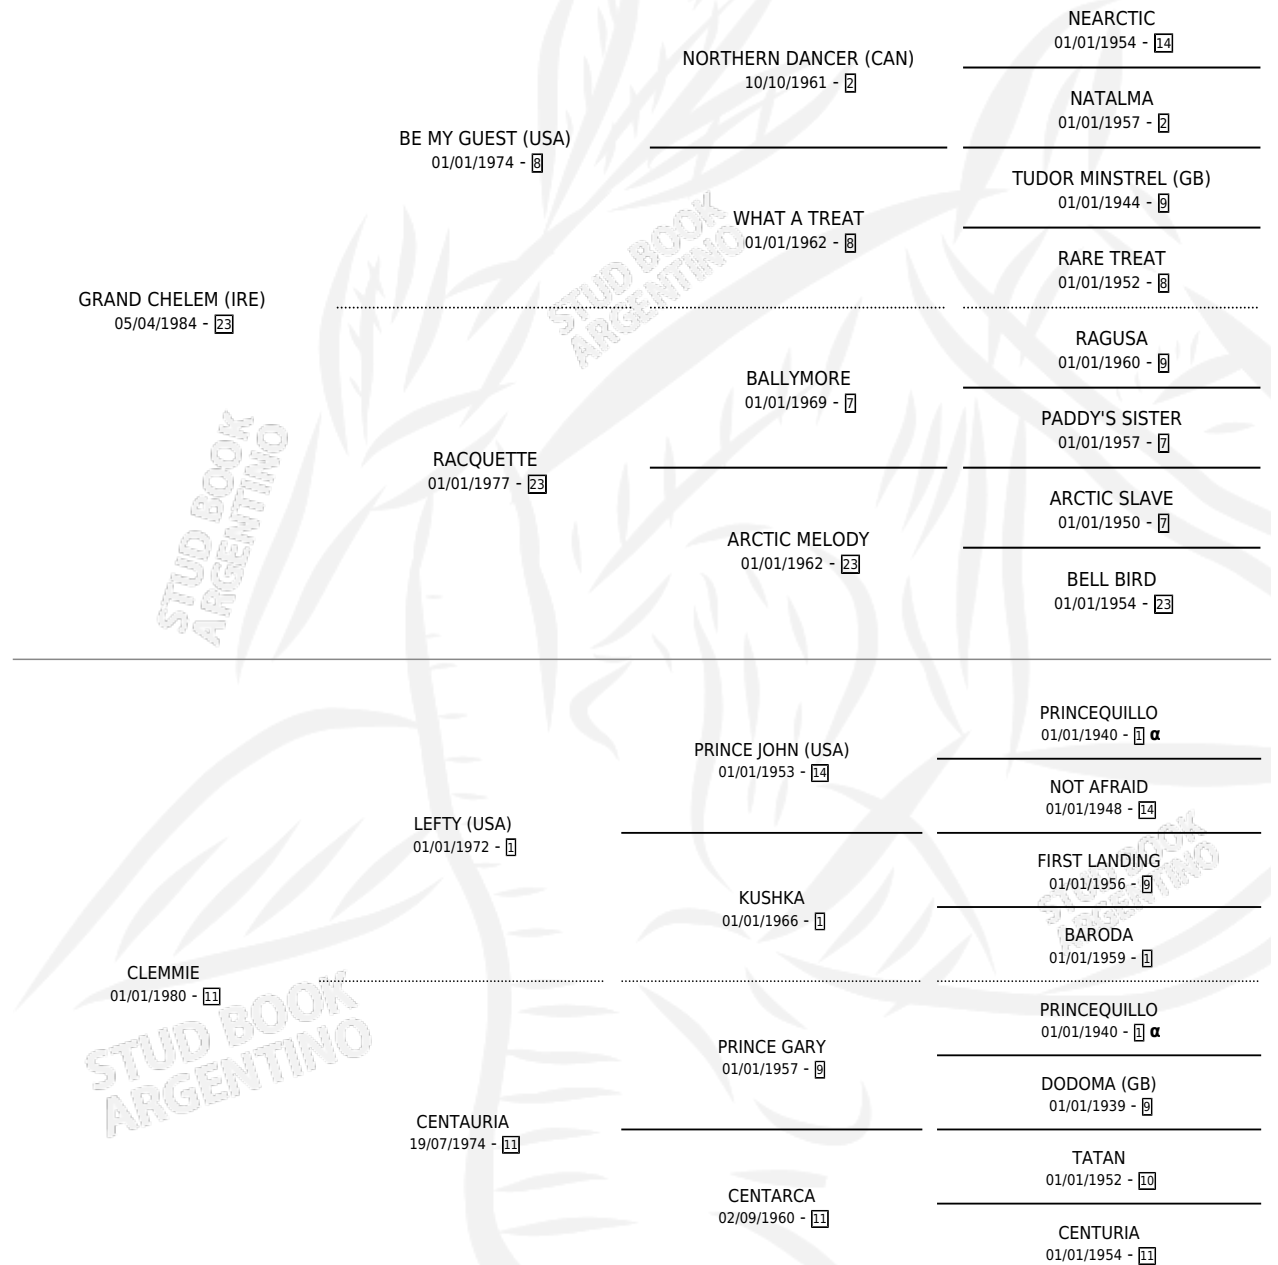 NEARCTIC
01/01/1954 - 14
NORTHERN DANCER (CAN)
10/10/1961 - 2
NATALMA
01/01/1957 - 2
BE MY GUEST (USA)
01/01/1974 - 8
TUDOR MINSTREL (GB)
01/01/1944 - 9
WHAT A TREAT
01/01/1962 - 8
RARE TREAT
01/01/1952 - 8
GRAND CHELEM (IRE)
05/04/1984 - 23
RAGUSA
01/01/1960 - 9
BALLYMORE
01/01/1969 - 7
PADDY'S SISTER
01/01/1957 - 7
RACQUETTE
01/01/1977 - 23
ARCTIC SLAVE
01/01/1950 - 7
ARCTIC MELODY
01/01/1962 - 23
BELL BIRD
01/01/1954 - 23
STUD BOOK
ARGENTINO
STUD BOOK
ARGENTINO
PRINCEQUILLO
01/01/1940 - 1 α
PRINCE JOHN (USA)
01/01/1953 - 14
NOT AFRAID
01/01/1948 - 14
LEFTY (USA)
01/01/1972 - 1
FIRST LANDING
01/01/1956 - 9
KUSHKA
01/01/1966 - 1
BARODA
01/01/1959 - 1
CLEMMIE
01/01/1980 - 11
PRINCEQUILLO
01/01/1940 - 1 α
PRINCE GARY
01/01/1957 - 9
DODOMA (GB)
01/01/1939 - 9
CENTAURIA
19/07/1974 - 11
TATAN
01/01/1952 - 10
CENTARCA
02/09/1960 - 11
CENTURIA
01/01/1954 - 11
STUD BOOK
ARGENTINO
STUD BOOK
ARGENTINO